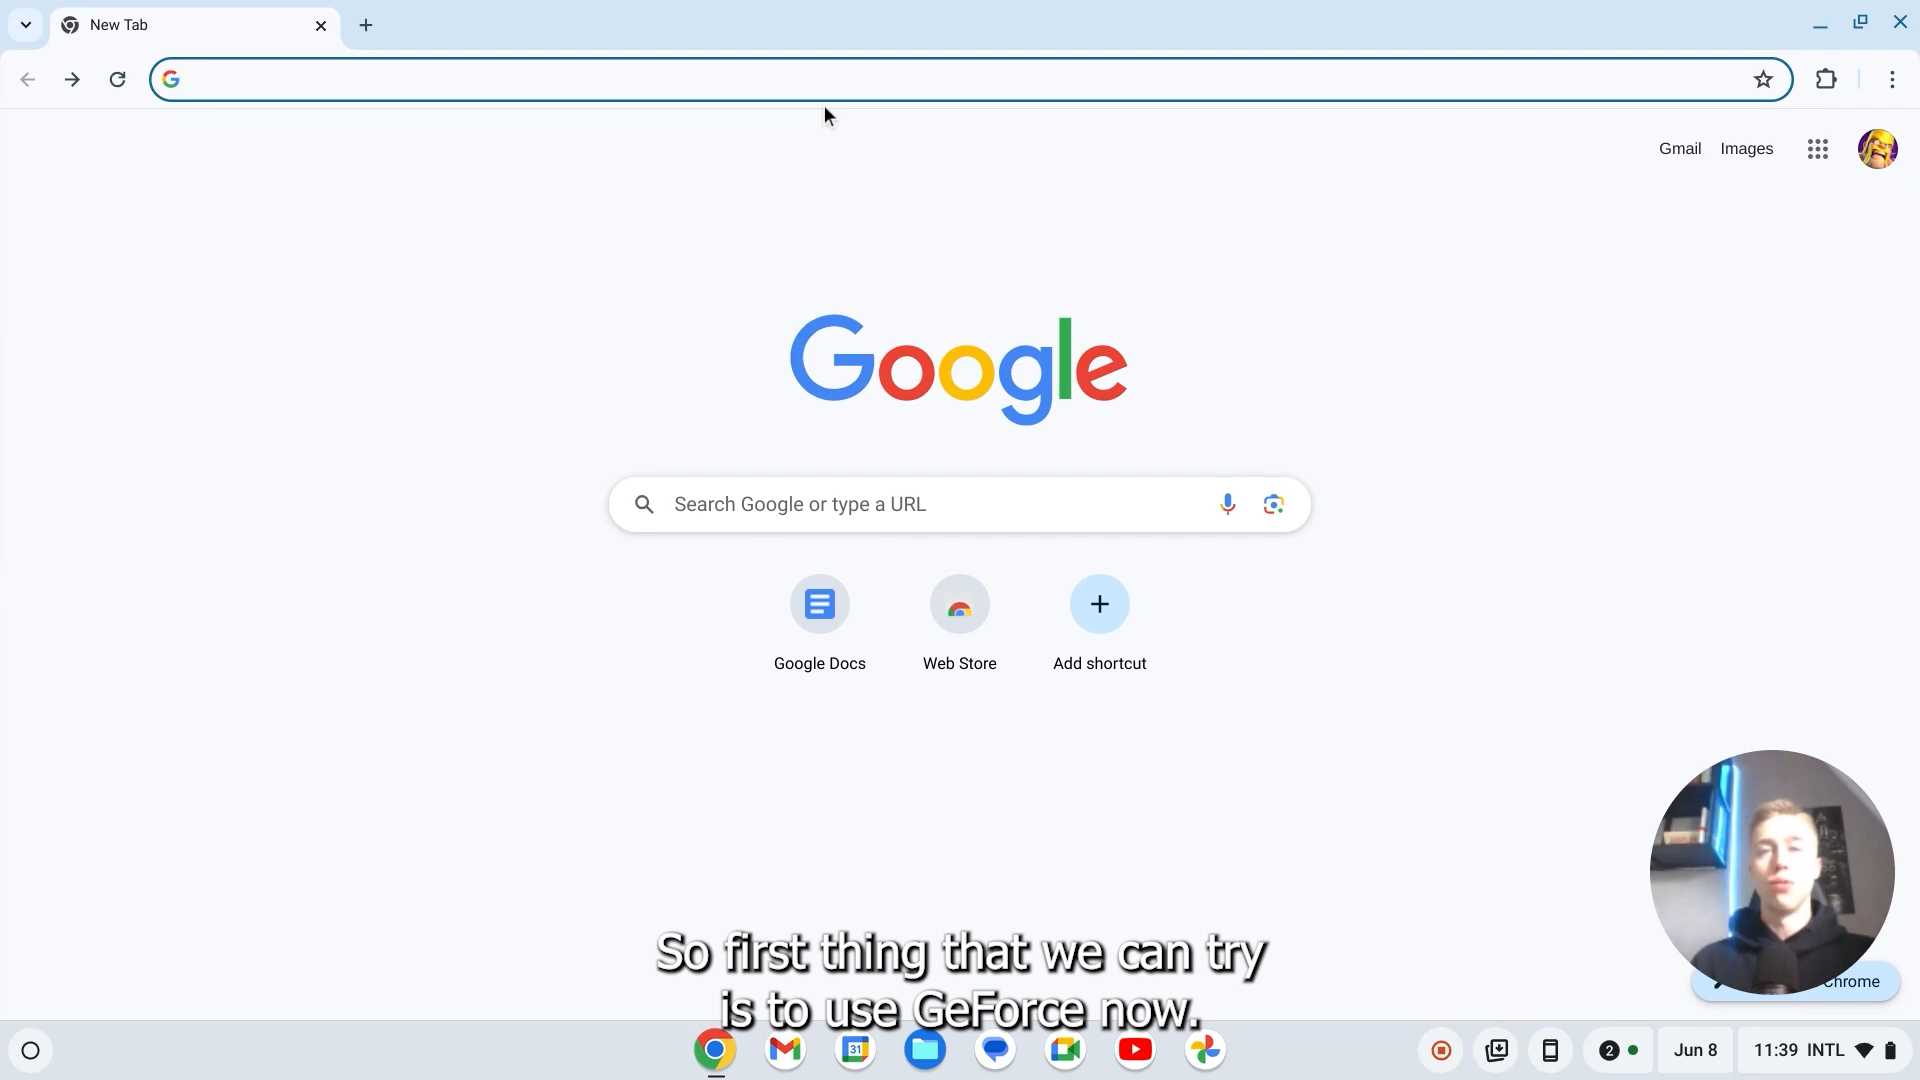 New Tab
Gmail Images
Google
Search Google or type a URL
Google Docs
Web Store
Add shortcut
So first thing that we can try
is to use GeForce now.
Chrome
31
2
Jun 8
11:39 INTL